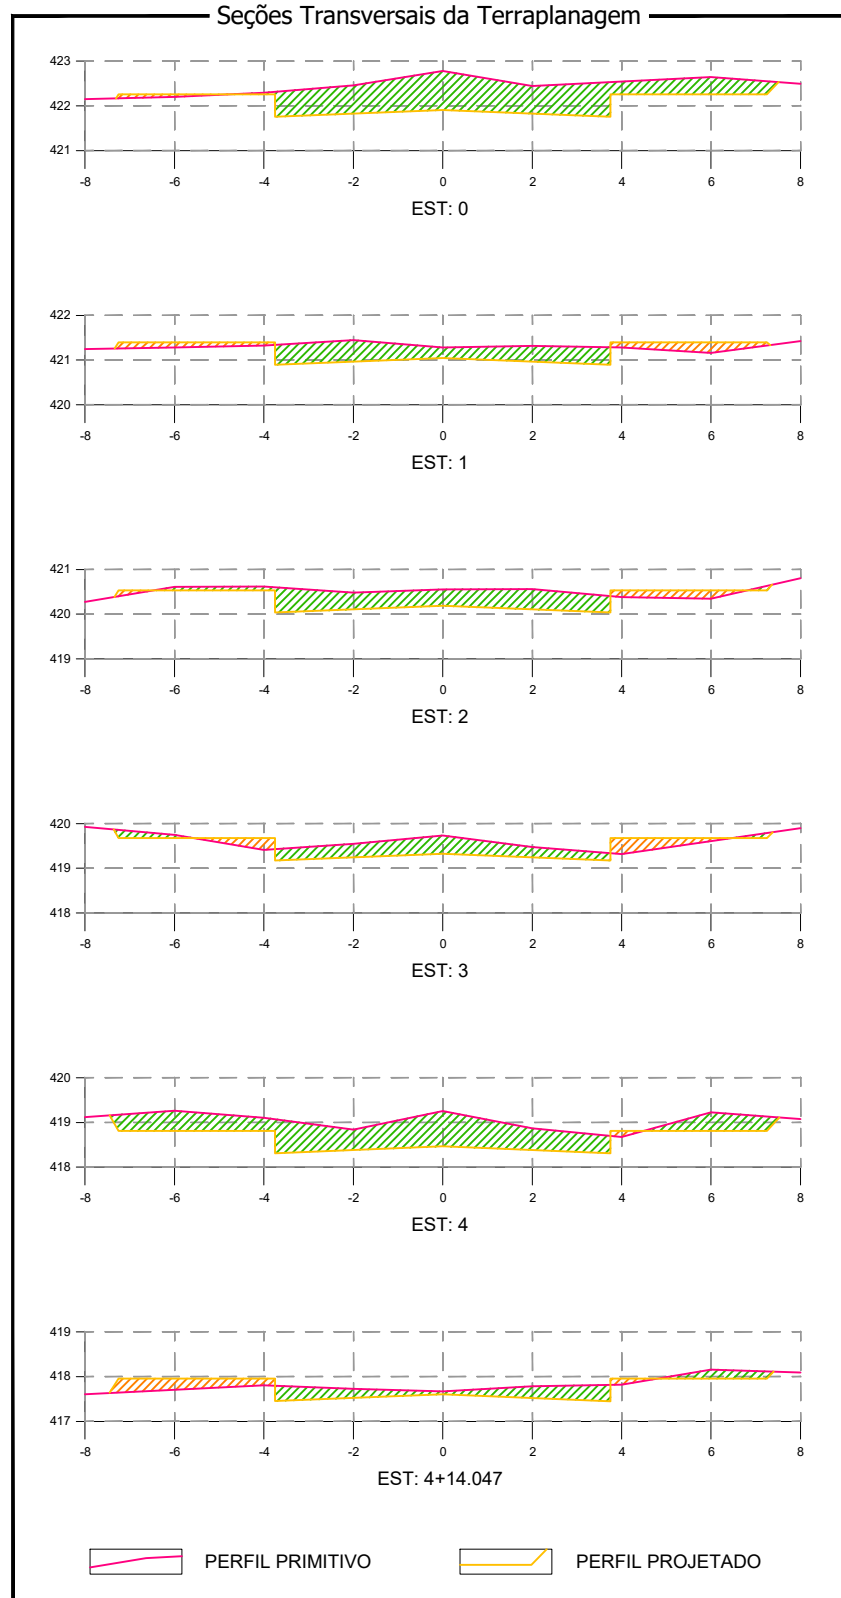 Seções Transversais da Terraplanagem
423
422
421
-8 -6 -4 -2 0 2 4 6 8
EST: 0
422
421
420
-8 -6 -4 -2 0 2 4 6 8
EST: 1
421
420
419
-8 -6 -4 -2 0 2 4 6 8
EST: 2
420
419
418
-8 -6 -4 -2 0 2 4 6 8
EST: 3
420
419
418
-8 -6 -4 -2 0 2 4 6 8
EST: 4
419
418
417
-8 -6 -4 -2 0 2 4 6 8
EST: 4+14.047
PERFIL PRIMITIVO PERFIL PROJETADO